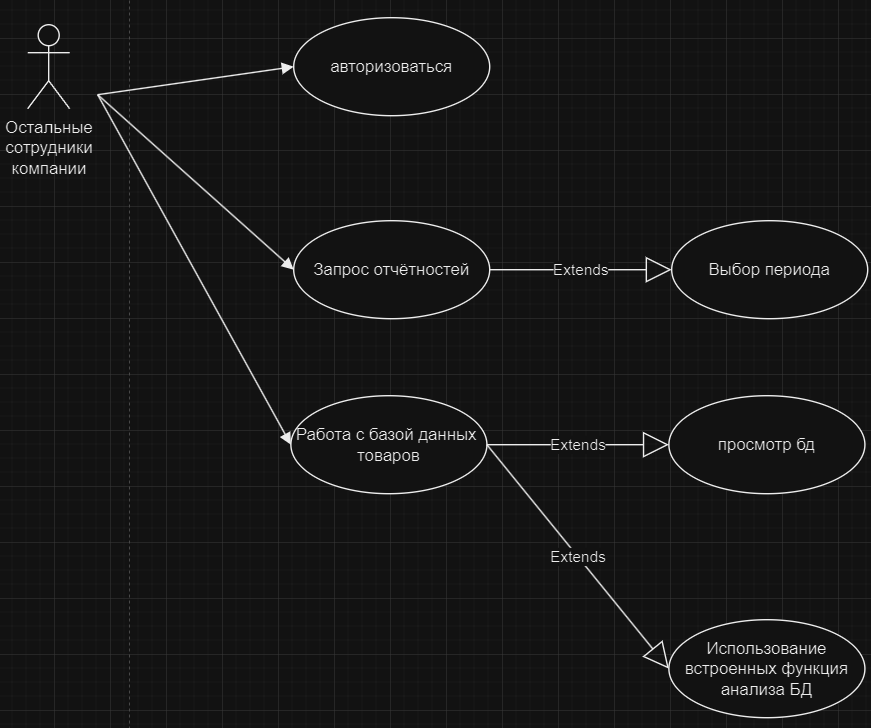 авторизоваться
Остальные
сотрудники
компании
Запрос отчётностей
Extends
Выбор периода
Работа с базой данных
товаров
Extends
просмотр бд
Extends
Использование
встроенных функция
анализа БД